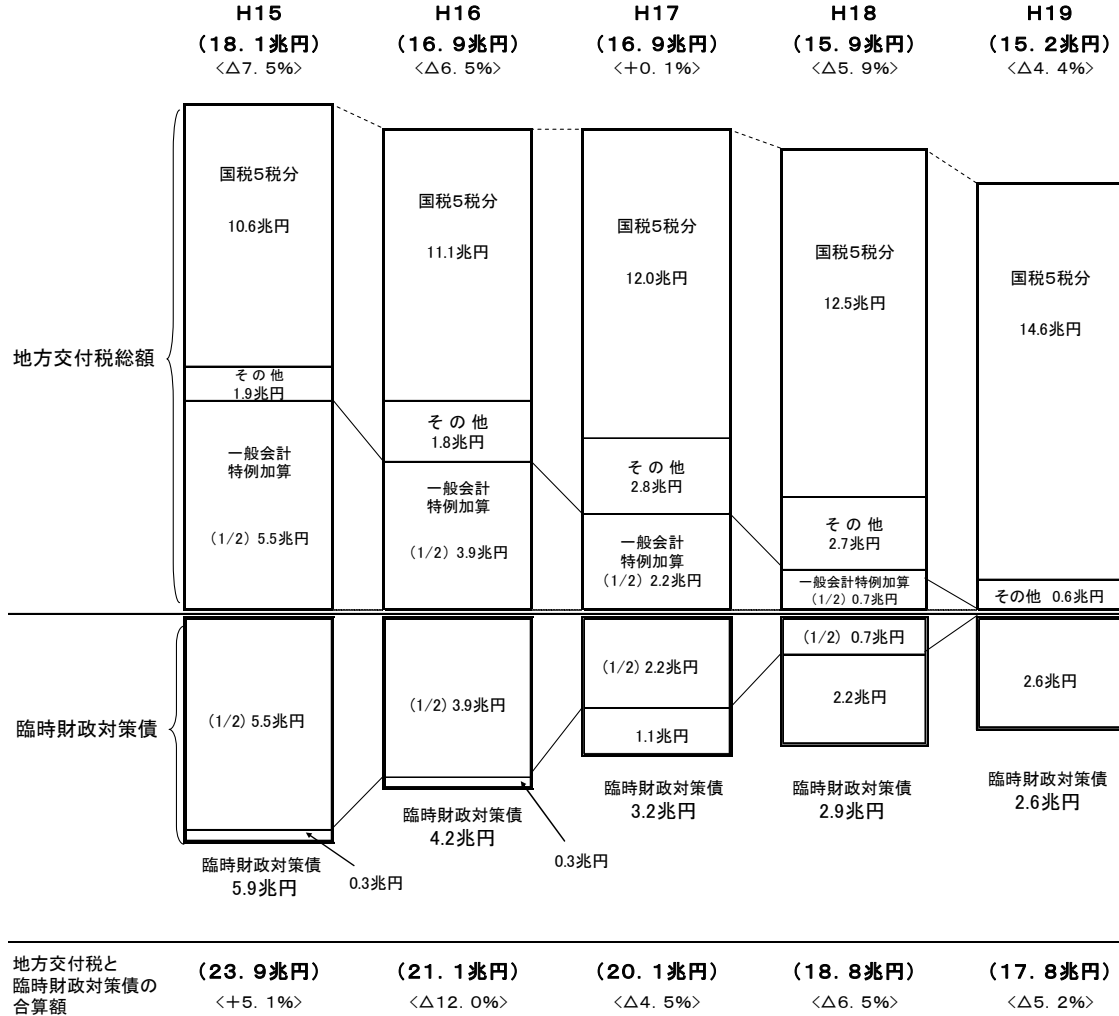 H15 H16 H17 H18 H19
(18. 1兆円) (16. 9兆円) (16. 9兆円) (15. 9兆円) (15. 2兆円)
<△7. 5%> <△6. 5%> <+0. 1%> <△5. 9%> <△4. 4%>
地方交付税総額
国税5税分
10.6兆円
その他
1.9兆円
一般会計
特例加算
(1/2) 5.5兆円
国税5税分
11.1兆円
その他
1.8兆円
一般会計
特例加算
(1/2) 3.9兆円
国税5税分
12.0兆円
その他
2.8兆円
一般会計
特例加算
(1/2) 2.2兆円
国税5税分
12.5兆円
その他
2.7兆円
一般会計特例加算
(1/2) 0.7兆円
国税5税分
14.6兆円
その他 0.6兆円
臨時財政対策債
(1/2) 5.5兆円
臨時財政対策債
5.9兆円
0.3兆円
(1/2) 3.9兆円
臨時財政対策債
4.2兆円
0.3兆円
(1/2) 2.2兆円
1.1兆円
臨時財政対策債
3.2兆円
(1/2) 0.7兆円
2.2兆円
臨時財政対策債
2.9兆円
2.6兆円
臨時財政対策債
2.6兆円
地方交付税と
臨時財政対策債の
合算額
(23. 9兆円) (21. 1兆円) (20. 1兆円) (18. 8兆円) (17. 8兆円)
<+5. 1%> <△12. 0%> <△4. 5%> <△6. 5%> <△5. 2%>